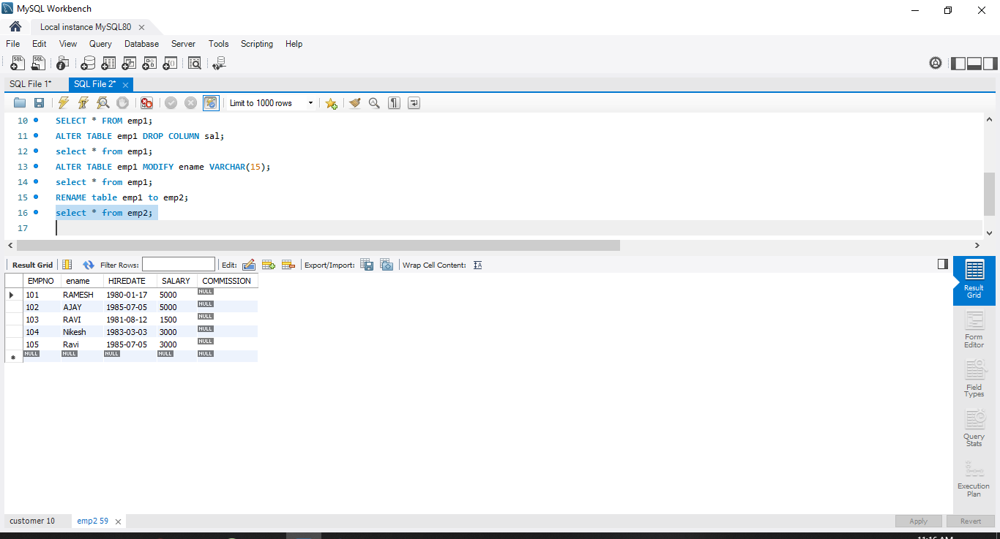 MySQL Workbench
Local instance MySQL80
File Edit View Query Database Server Tools Scripting Help
SQL File 1* SQL File 2*
Limit to 1000 rows
10 SELECT * FROM emp1;
11 ALTER TABLE emp1 DROP COLUMN sal;
12 select * from emp1;
13 ALTER TABLE emp1 MODIFY ename VARCHAR(15);
14 select * from emp1;
15 RENAME table emp1 to emp2;
16 select * from emp2;
17
Result Grid Filter Rows: Edit: Export/Import: Wrap Cell Content:
EMPNO ename HIREDATE SALARY COMMISSION
101 RAMESH 1980-01-17 5000 NULL
102 AJAY 1985-07-05 5000 NULL
103 RAVI 1981-08-12 1500 NULL
104 Nikesh 1983-03-03 3000 NULL
105 Ravi 1985-07-05 3000 NULL
NULL NULL NULL NULL NULL
Result
Grid
Form
Editor
Field
Types
Query
Stats
Execution
Plan
customer 10 emp2 59 Apply Revert
11:16 AM